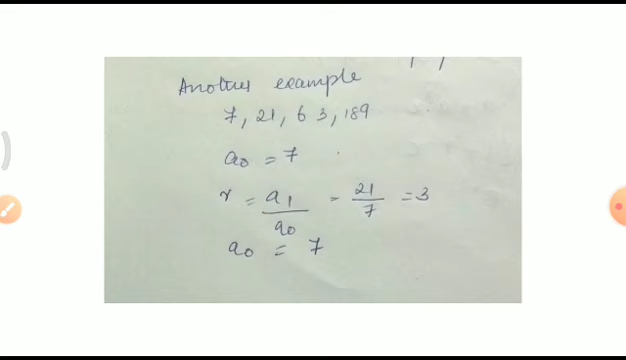 Another example
7, 21, 63, 189
a₀ = 7
r = a₁/a₀ = 21/7 = 3
a₀ = 7